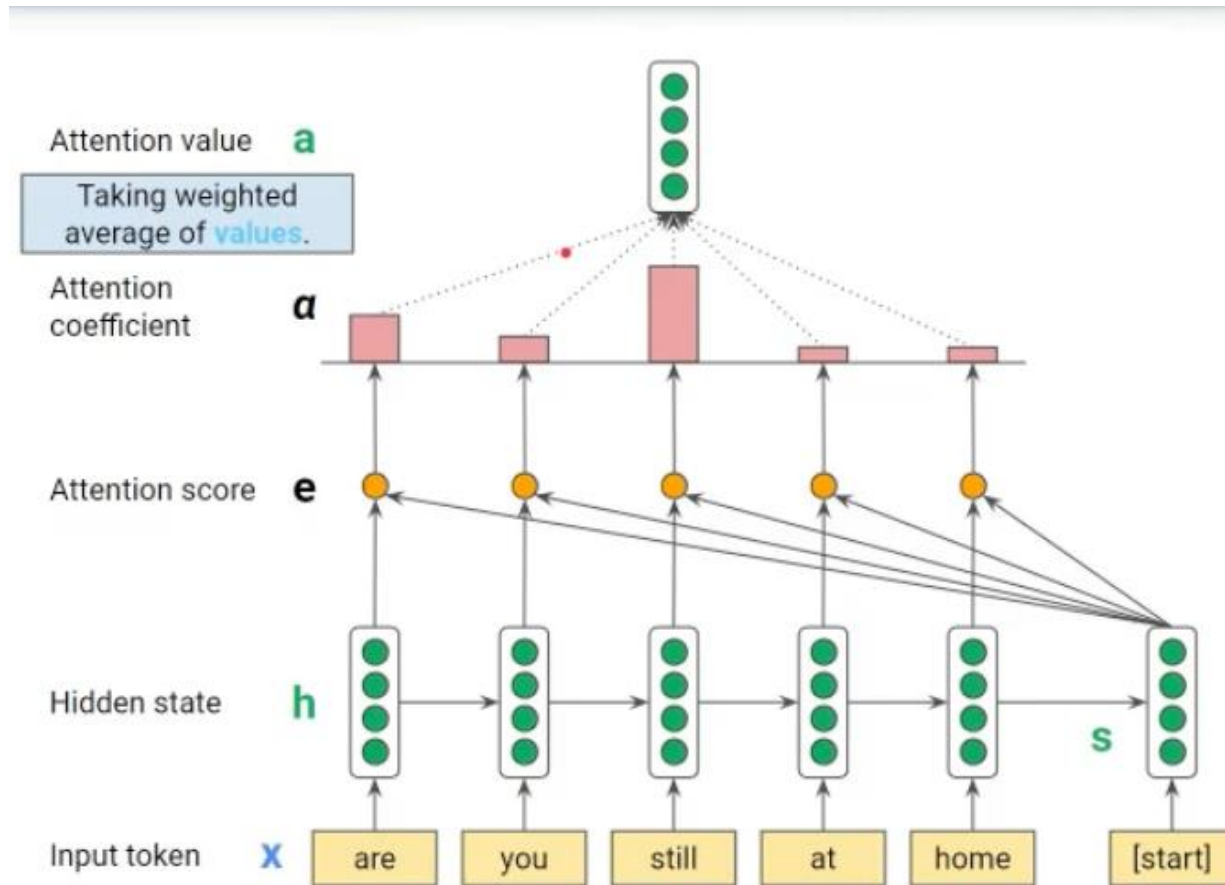 Attention value a
Taking weighted
average of values.
Attention
coefficient α
Attention score e
Hidden state h
s
Input token x are you still at home [start]